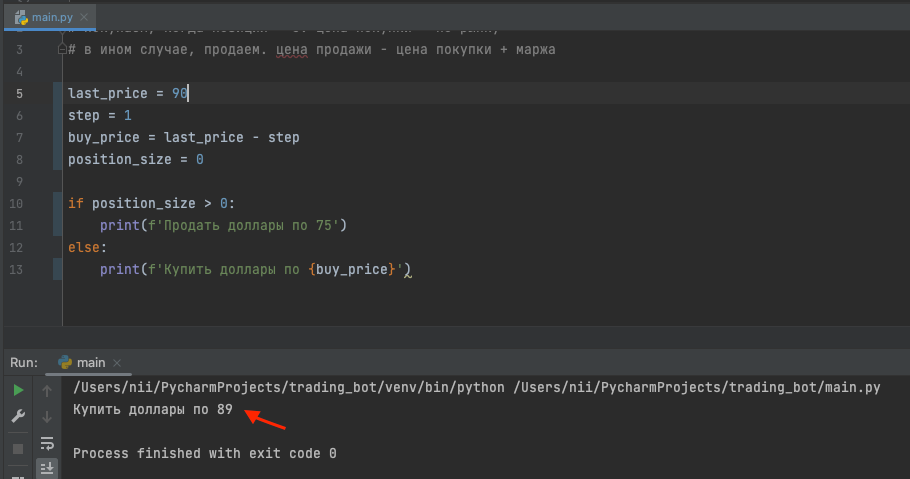 main.py
3 # в ином случае, продаем. цена продажи - цена покупки + маржа
4
5 last_price = 90
6 step = 1
7 buy_price = last_price - step
8 position_size = 0
9
10 if position_size > 0:
11 print(f'Продать доллары по 75')
12 else:
13 print(f'Купить доллары по {buy_price}')
Run: main
/Users/nii/PycharmProjects/trading_bot/venv/bin/python /Users/nii/PycharmProjects/trading_bot/main.py
Купить доллары по 89
Process finished with exit code 0